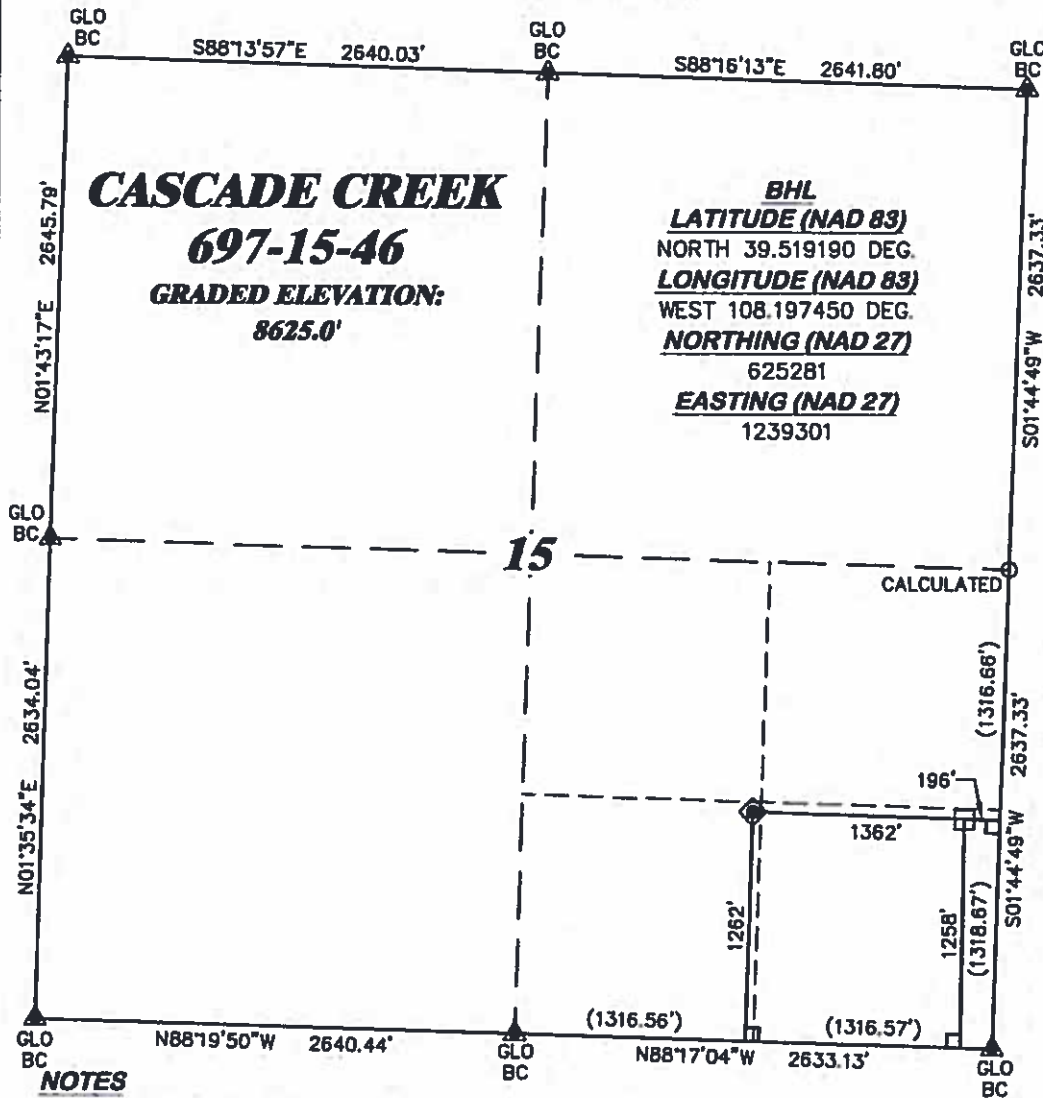 GLO
BC
S88°13'57"E 2640.03'
GLO
BC
S88°16'13"E 2641.80'
GLO
BC
N01°43'17"E 2645.79'
CASCADE CREEK
697-15-46
GRADED ELEVATION:
8625.0'
BHL
LATITUDE (NAD 83)
NORTH 39.519190 DEG.
LONGITUDE (NAD 83)
WEST 108.197450 DEG.
NORTHING (NAD 27)
625281
EASTING (NAD 27)
1239301
S01°44'49"W 2637.33'
GLO
BC
15
CALCULATED
N01°35'34"E 2634.04'
(1316.66')
S01°44'49"W 2637.33'
196'
1362'
1262'
1258'
(1318.67')
(1316.56')
(1316.57')
GLO
BC
N88°19'50"W 2640.44'
GLO
BC
N88°17'04"W 2633.13'
GLO
BC
NOTES